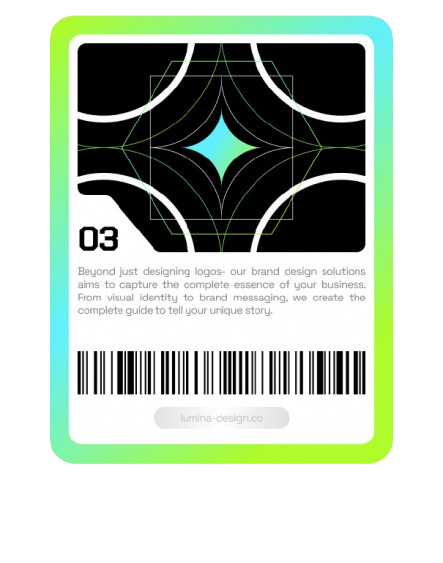 03
Beyond just designing logos- our brand design solutions
aims to capture the complete essence of your business.
From visual identity to brand messaging, we create the
complete guide to tell your unique story.
lumina-design.co